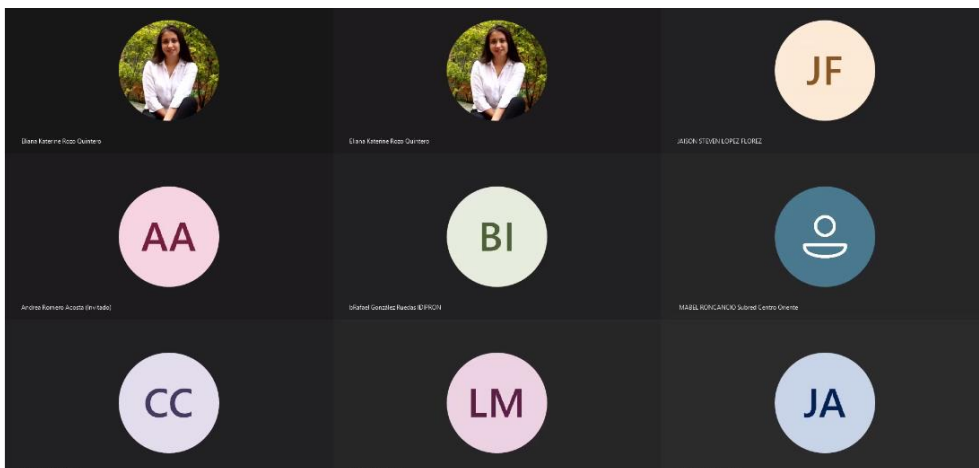 Eliana Katerine Rozo Quintero
Eliana Katerine Rozo Quintero
JF
JAISON STEVEN LOPEZ FLOREZ
AA
Andrea Romero Acosta (Invitado)
BI
bRafael González Ruedas IDIPRON
MABEL RONCANCIO Subred Centro Oriente
CC
LM
JA